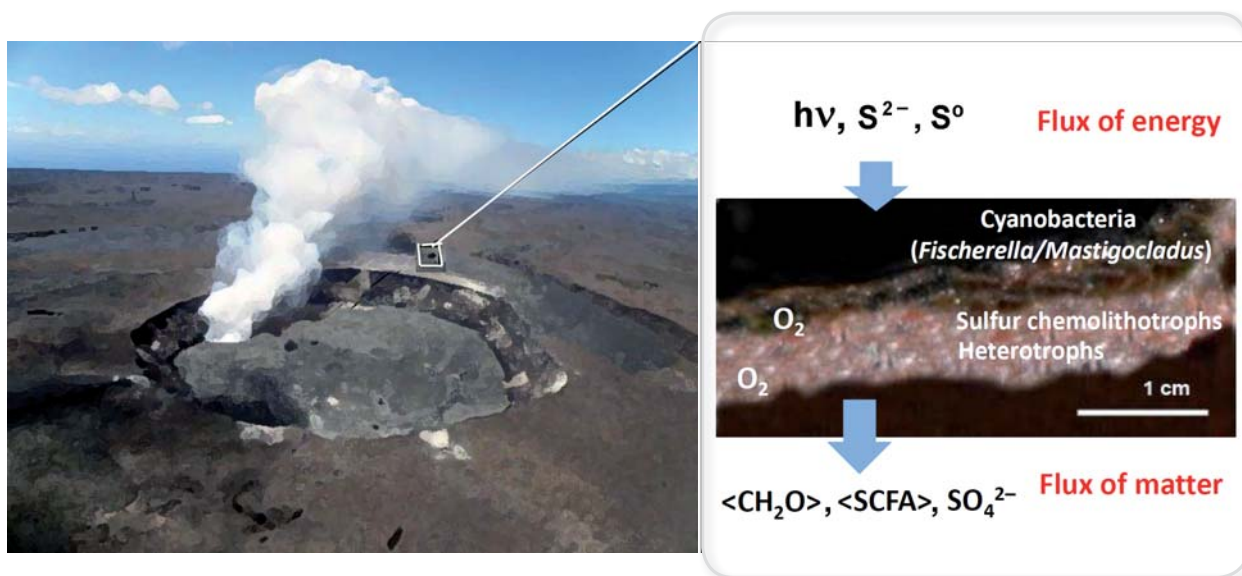 hν, S²⁻, S⁰
Flux of energy
Cyanobacteria
(Fischerella/Mastigocladus)
O₂
Sulfur chemolithotrophs
Heterotrophs
O₂
1 cm
<CH₂O>, <SCFA>, SO₄²⁻
Flux of matter